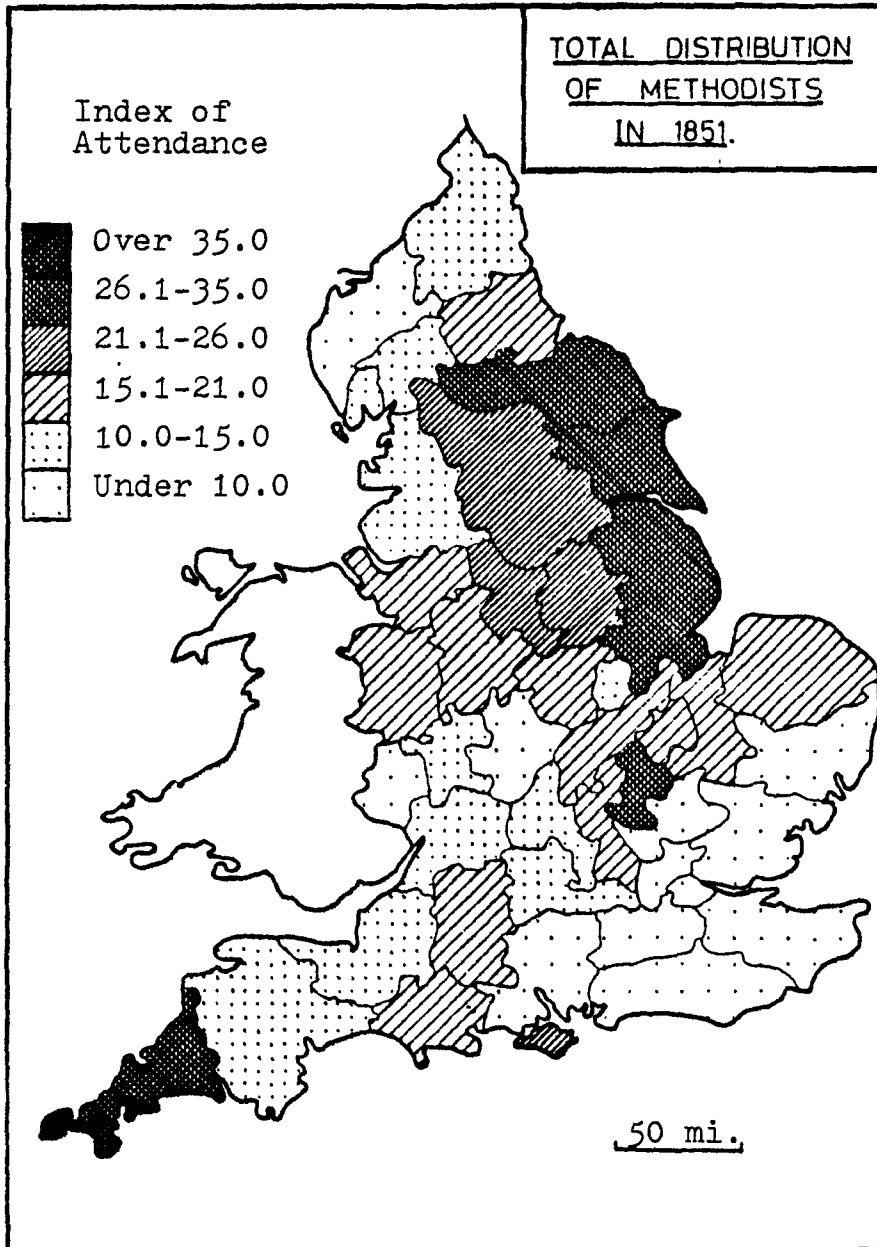 TOTAL DISTRIBUTION
OF METHODISTS
IN 1851.
Index of
Attendance
Over 35.0
26.1-35.0
21.1-26.0
15.1-21.0
10.0-15.0
Under 10.0
50 mi.